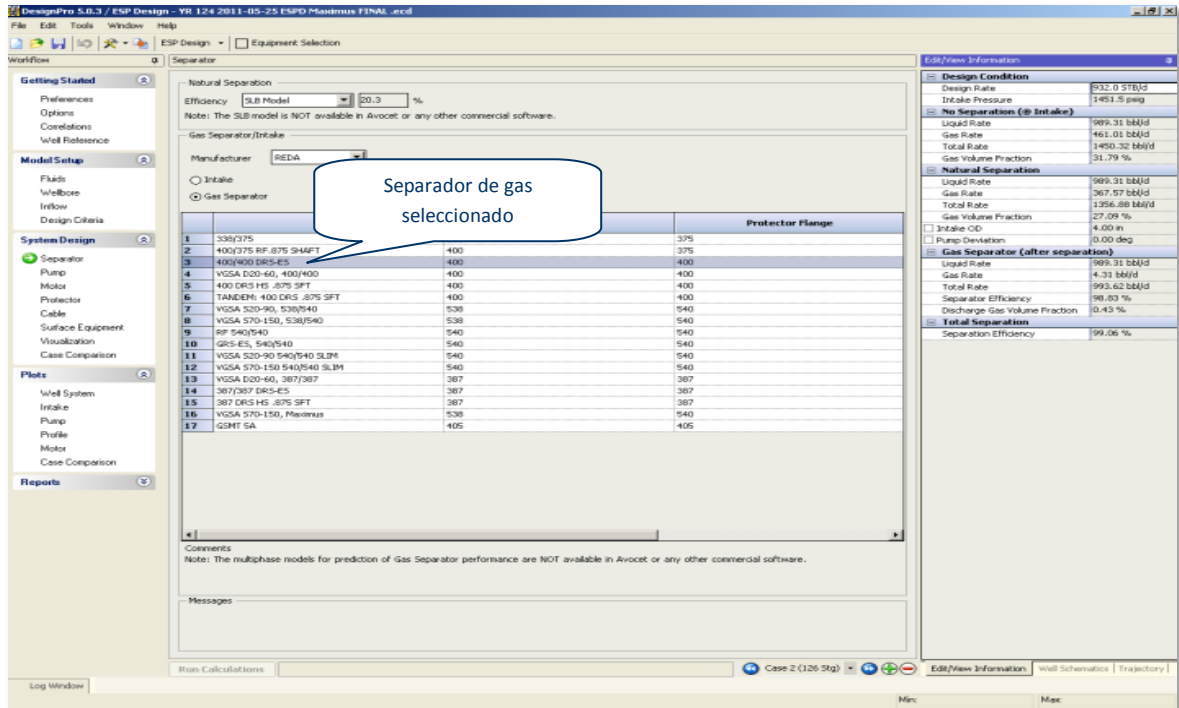 DesignPro 5.0.3 / ESP Design - YR 124 2011-05-25 ESPD Maximus FINAL .ecd
File Edit Tools Window Help
ESP Design Equipment Selection
Workflow
Getting Started
Preferences
Options
Correlations
Well Reference
Model Setup
Fluids
Wellbore
Inflow
Design Criteria
System Design
Separator
Pump
Motor
Protector
Cable
Surface Equipment
Visualization
Case Comparison
Plots
Well System
Intake
Pump
Profile
Motor
Case Comparison
Reports
Separator
Natural Separation
Efficiency SLB Model 20.3 %
Note: The SLB model is NOT available in Avocet or any other commercial software.
Gas Separator/Intake
Manufacturer REDA
Intake
Gas Separator
Separador de gas
seleccionado
Protector Flange
1 338/375 375
2 400/375 RF.875 SHAFT 400 375
3 400/400 DRS-ES 400 400
4 VGSA D20-60, 400/400 400 400
5 400 DRS HS .875 SFT 400 400
6 TANDEM: 400 DRS .875 SFT 400 400
7 VGSA S20-90, 538/540 538 540
8 VGSA S70-150, 538/540 538 540
9 RF 540/540 540 540
10 GRS-ES, 540/540 540 540
11 VGSA S20-90 540/540 SLIM 540 540
12 VGSA S70-150 540/540 SLIM 540 540
13 VGSA D20-60, 387/387 387 387
14 387/387 DRS-ES 387 387
15 387 DRS HS .875 SFT 387 387
16 VGSA S70-150, Maximus 538 540
17 GSMT SA 405 405
Comments
Note: The multiphase models for prediction of Gas Separator performance are NOT available in Avocet or any other commercial software.
Messages
Run Calculations Case 2 (126 Stg)
Edit/View Information
Design Condition
Design Rate 932.0 STB/d
Intake Pressure 1451.5 psig
No Separation (@ Intake)
Liquid Rate 989.31 bbl/d
Gas Rate 461.01 bbl/d
Total Rate 1450.32 bbl/d
Gas Volume Fraction 31.79 %
Natural Separation
Liquid Rate 989.31 bbl/d
Gas Rate 367.57 bbl/d
Total Rate 1356.88 bbl/d
Gas Volume Fraction 27.09 %
Intake OD 4.00 in
Pump Deviation 0.00 deg
Gas Separator (after separation)
Liquid Rate 989.31 bbl/d
Gas Rate 4.31 bbl/d
Total Rate 993.62 bbl/d
Separator Efficiency 98.83 %
Discharge Gas Volume Fraction 0.43 %
Total Separation
Separation Efficiency 99.06 %
Edit/View Information Well Schematics Trajectory
Log Window
Min: Max: